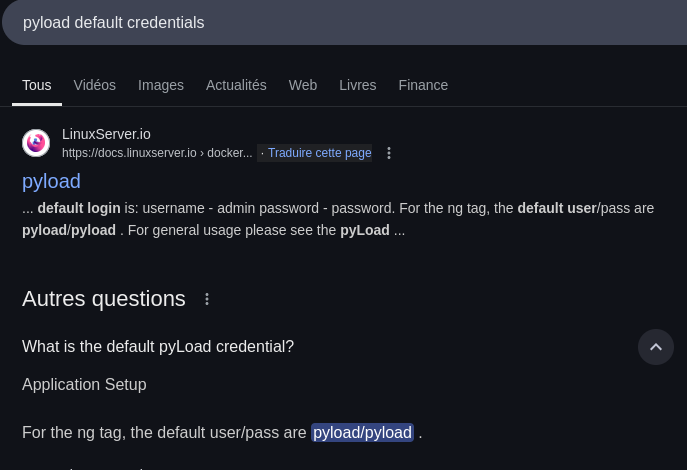 pyload default credentials
Tous Vidéos Images Actualités Web Livres Finance
LinuxServer.io
https://docs.linuxserver.io › docker... · Traduire cette page
pyload
... default login is: username - admin password - password. For the ng tag, the default user/pass are
pyload/pyload . For general usage please see the pyLoad ...
Autres questions
What is the default pyLoad credential?
Application Setup
For the ng tag, the default user/pass are pyload/pyload .